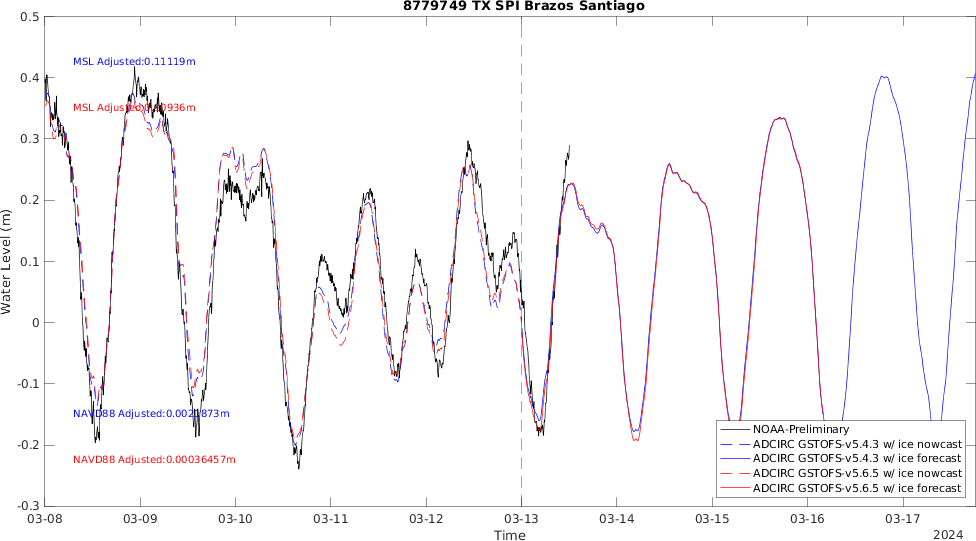 8779749 TX SPI Brazos Santiago
0.5
0.4
0.3
0.2
0.1
0
-0.1
-0.2
-0.3
Water Level (m)
MSL Adjusted:0.11119m
MSL Adjusted:
NAVD88 Adjusted:
NAVD88 Adjusted:0.00036457m
NOAA-Preliminary
ADCIRC GSTOFS-v5.4.3 w/ ice nowcast
ADCIRC GSTOFS-v5.4.3 w/ ice forecast
ADCIRC GSTOFS-v5.6.5 w/ ice nowcast
ADCIRC GSTOFS-v5.6.5 w/ ice forecast
03-08 03-09 03-10 03-11 03-12 03-13 03-14 03-15 03-16 03-17
Time
2024